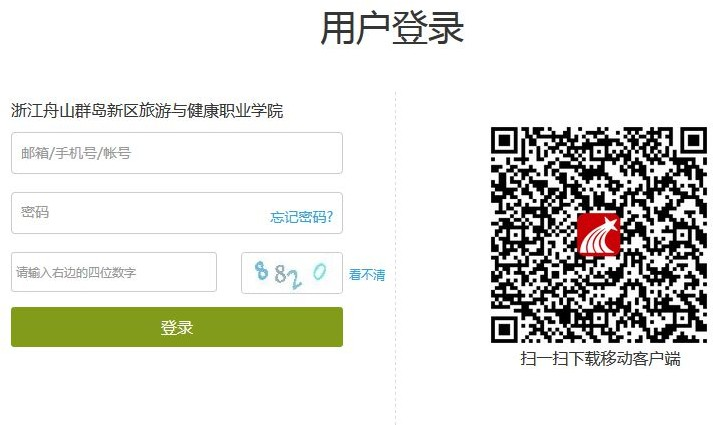 用户登录
浙江舟山群岛新区旅游与健康职业学院
邮箱/手机号/帐号
密码
忘记密码?
请输入右边的四位数字
8820
看不清
登录
扫一扫下载移动客户端